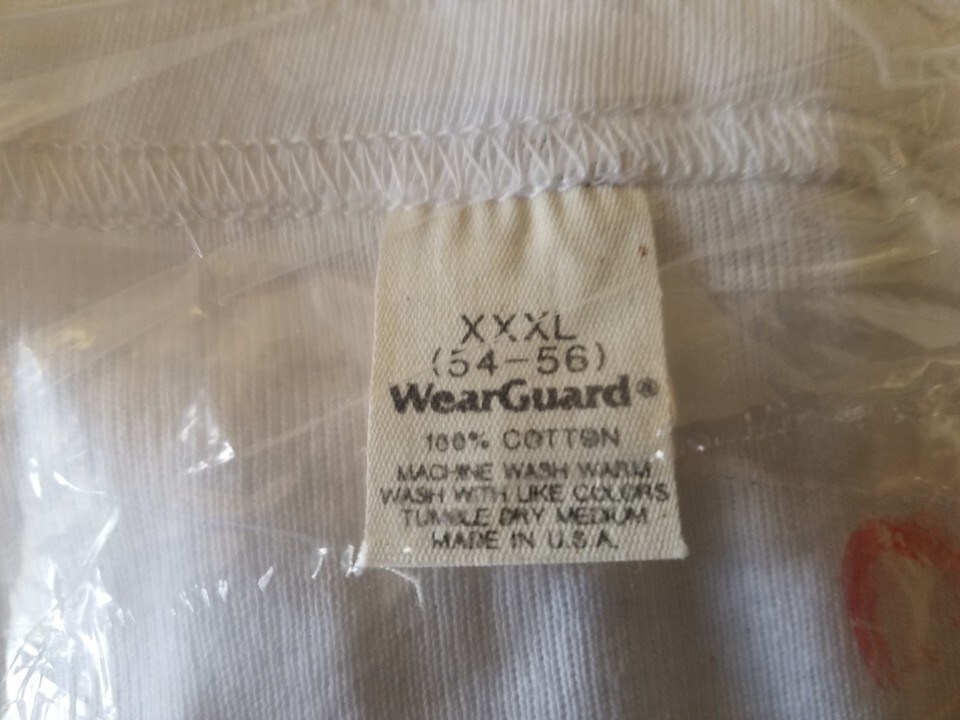 XXXL
(54-56)
WearGuard®
100% COTTON
MACHINE WASH WARM
WASH WITH LIKE COLORS
TUMBLE DRY MEDIUM
MADE IN U.S.A.